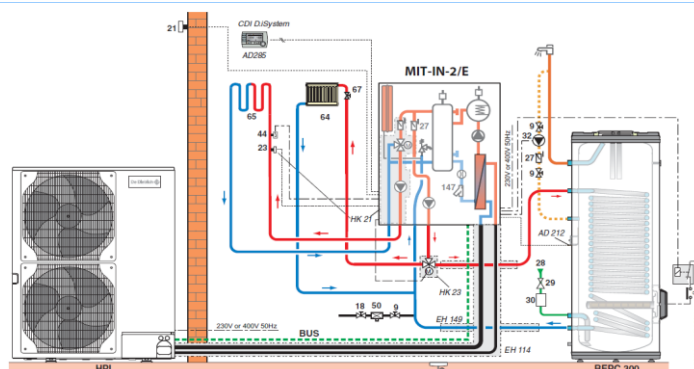 CDI D.iSystem
21
AD285
MIT-IN-2/E
67
65
64
44
23
27
147
HK 21
230V or 400V 50Hz
9
32
27
9
AD 212
28
29
30
HK 23
18 50 9
EH 149
230V or 400V 50Hz
BUS
EH 114
HPI